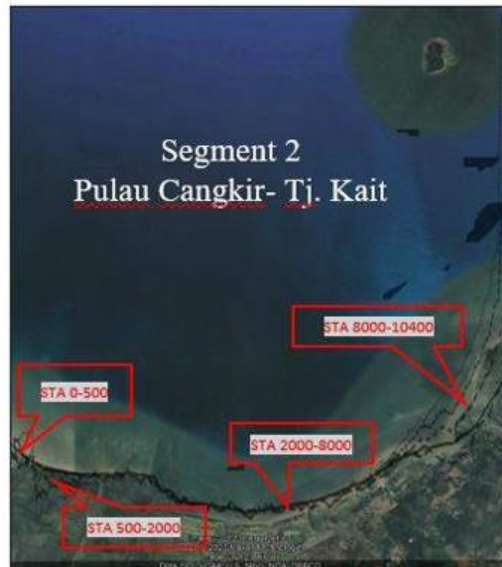 Segment 2
Pulau Cangkir- Tj. Kait
STA 8000-10400
STA 0-500
STA 2000-8000
STA 500-2000